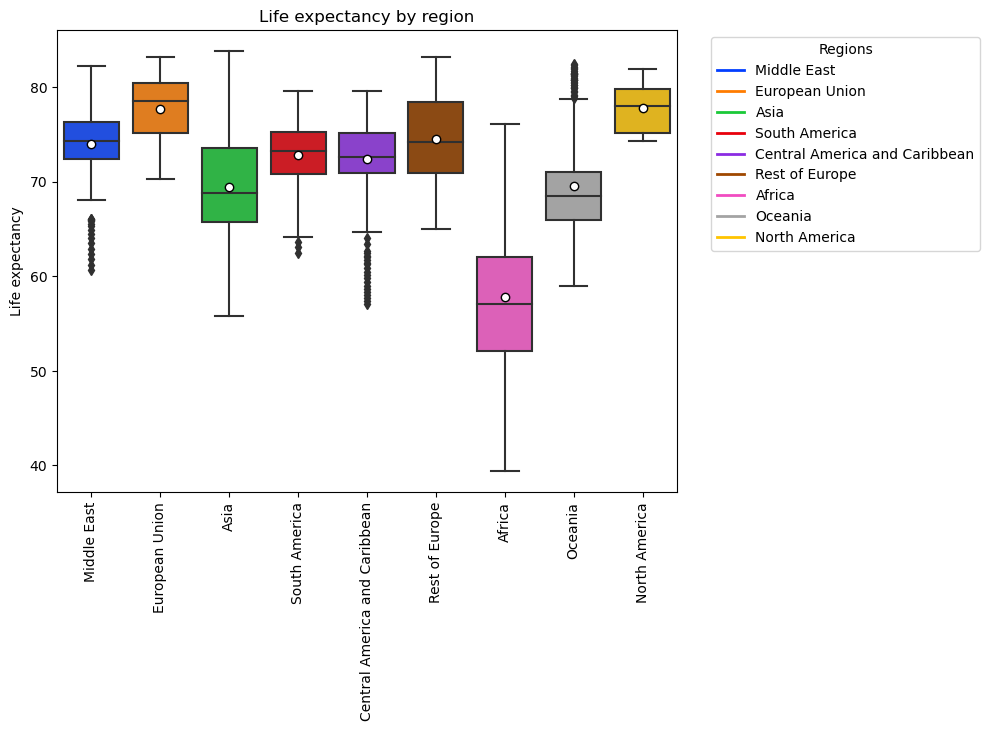 Life expectancy by region
Life expectancy
80
70
60
50
40
Middle East
European Union
Asia
South America
Central America and Caribbean
Rest of Europe
Africa
Oceania
North America
Regions
Middle East
European Union
Asia
South America
Central America and Caribbean
Rest of Europe
Africa
Oceania
North America